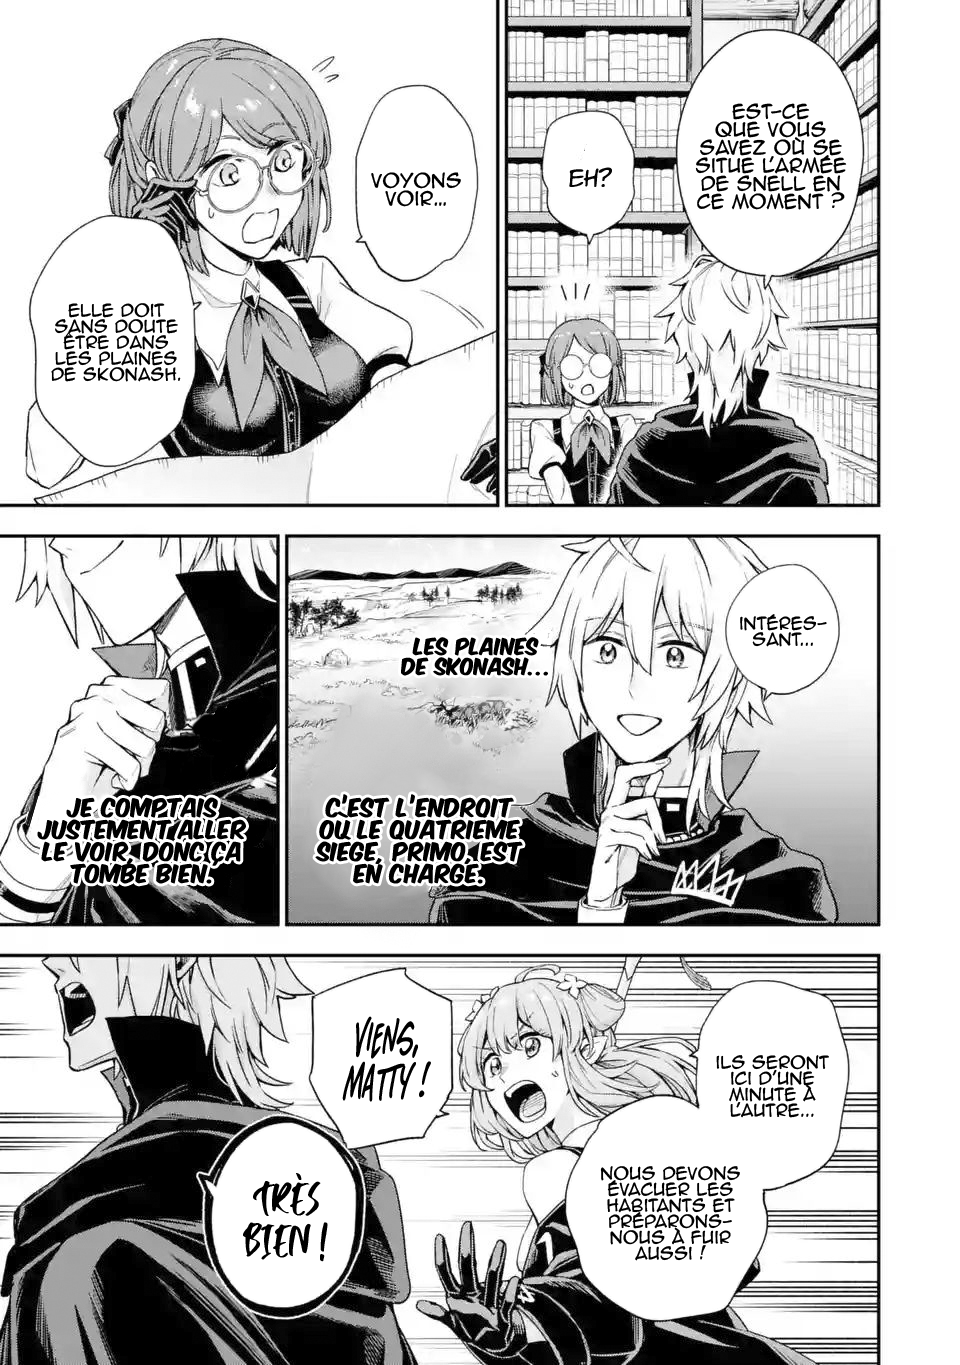 EST-CE
QUE VOUS
SAVEZ OÙ SE
SITUE L'ARMÉE
DE SNELL EN
CE MOMENT ?
EH?
VOYONS
VOIR...
ELLE DOIT
SANS DOUTE
ÊTRE DANS
LES PLAINES
DE SKONASH.
INTÉRES-
SANT...
LES PLAINES
DE SKONASH...
C'EST L'ENDROIT
OU LE QUATRIEME
SIEGE, PRIMO, EST
EN CHARGE.
JE COMPTAIS
JUSTEMENT ALLER
LE VOIR, DONC ÇA
TOMBE BIEN.
ILS SERONT
ICI D'UNE
MINUTE À
L'AUTRE...
NOUS DEVONS
ÉVACUER LES
HABITANTS ET
PRÉPARONS-
NOUS À FUIR
AUSSI !
VIENS,
MATTY !
TRÈS
BIEN !